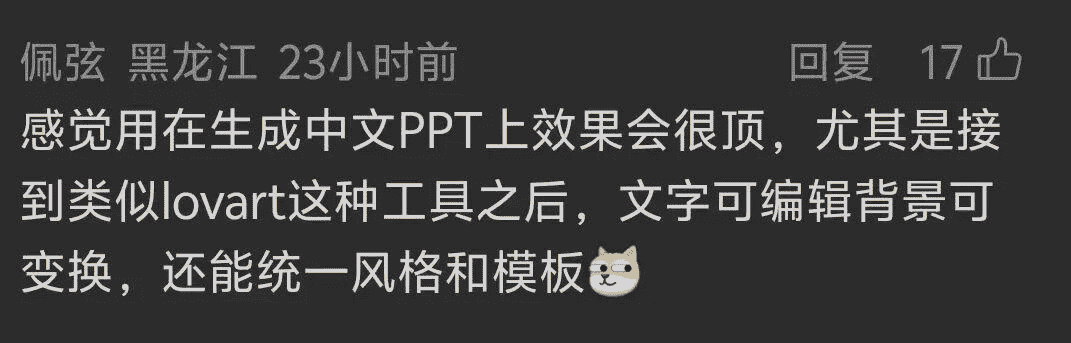 佩弦 黑龙江 23小时前 回复 17
感觉用在生成中文PPT上效果会很顶，尤其是接
到类似lovart这种工具之后，文字可编辑背景可
变换，还能统一风格和模板